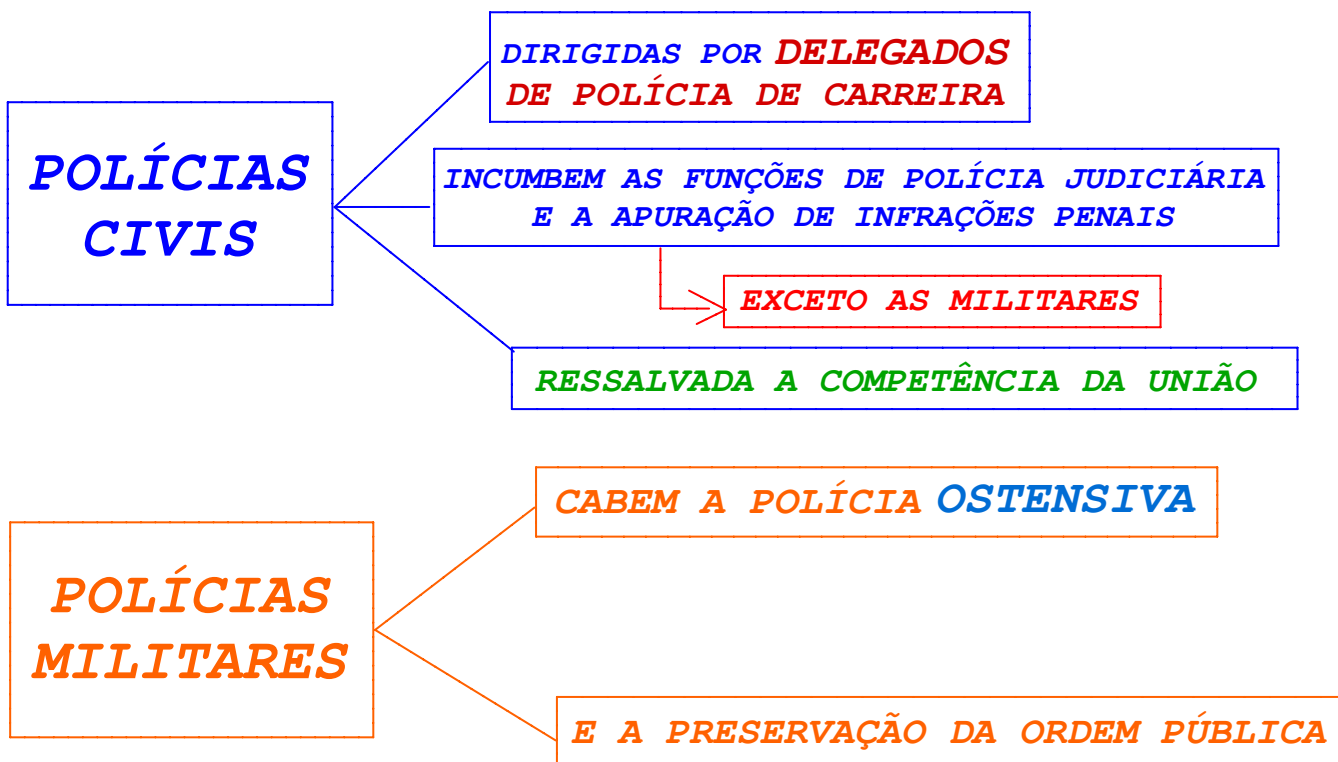 POLÍCIAS
CIVIS
DIRIGIDAS POR DELEGADOS
DE POLÍCIA DE CARREIRA
INCUMBEM AS FUNÇÕES DE POLÍCIA JUDICIÁRIA
E A APURAÇÃO DE INFRAÇÕES PENAIS
EXCETO AS MILITARES
RESSALVADA A COMPETÊNCIA DA UNIÃO
POLÍCIAS
MILITARES
CABEM A POLÍCIA OSTENSIVA
E A PRESERVAÇÃO DA ORDEM PÚBLICA